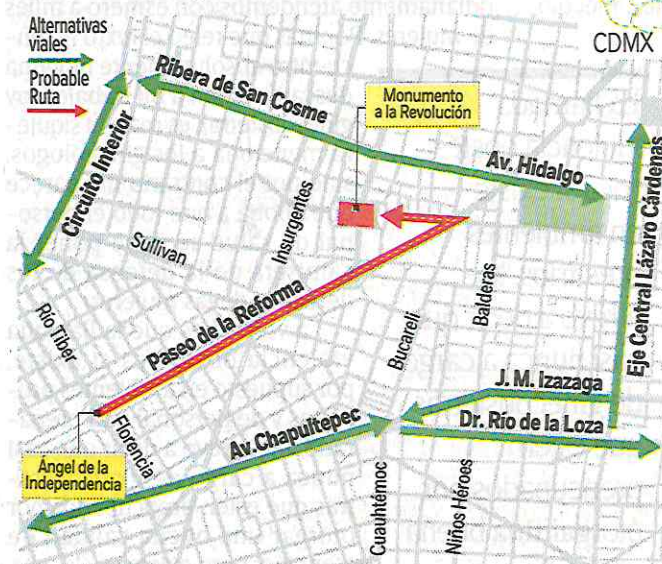 Alternativas
viales
Probable
Ruta
CDMX
Ribera de San Cosme
Monumento
a la Revolución
Av. Hidalgo
Circuito Interior
Insurgentes
Sullivan
Eje Central Lázaro Cárdenas
Paseo de la Reforma
Balderas
Bucareli
Río Tiber
J. M. Izazaga
Florencia
Av. Chapultepec
Dr. Río de la Loza
Ángel de la
Independencia
Cuauhtémoc
Niños Héroes